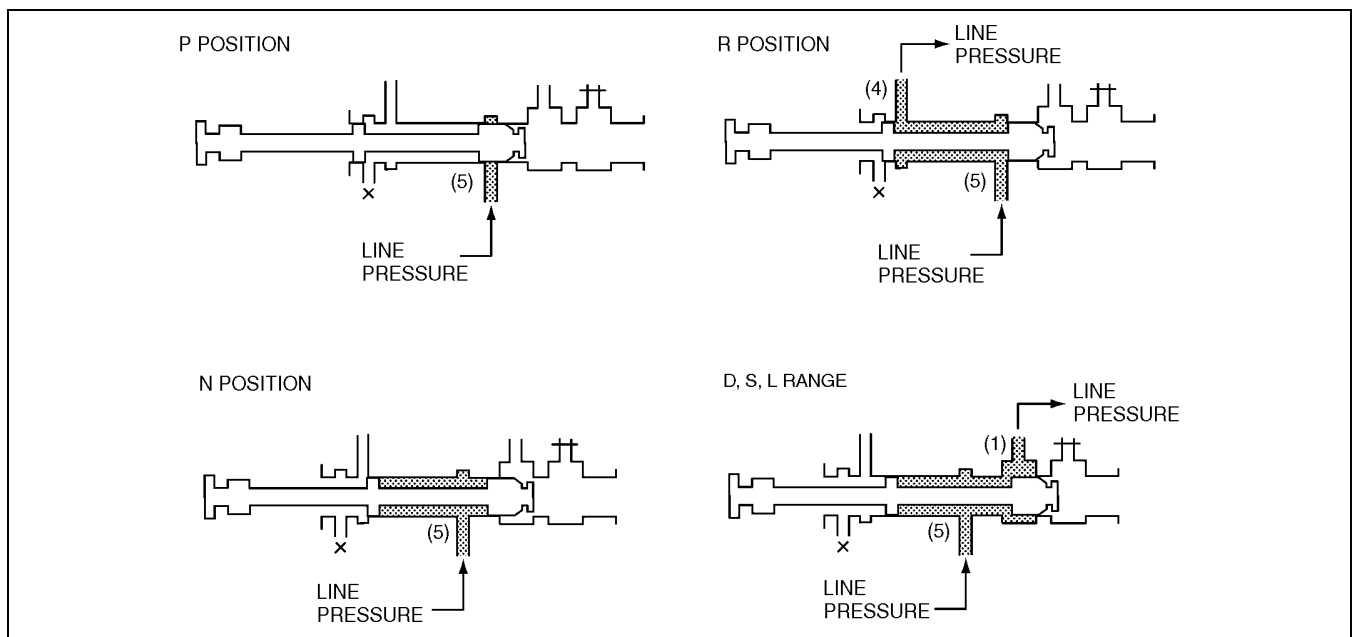 P POSITION
(5)
×
LINE
PRESSURE
R POSITION
LINE
PRESSURE
(4)
(5)
×
LINE
PRESSURE
N POSITION
(5)
×
LINE
PRESSURE
D, S, L RANGE
LINE
PRESSURE
(1)
(5)
×
LINE
PRESSURE